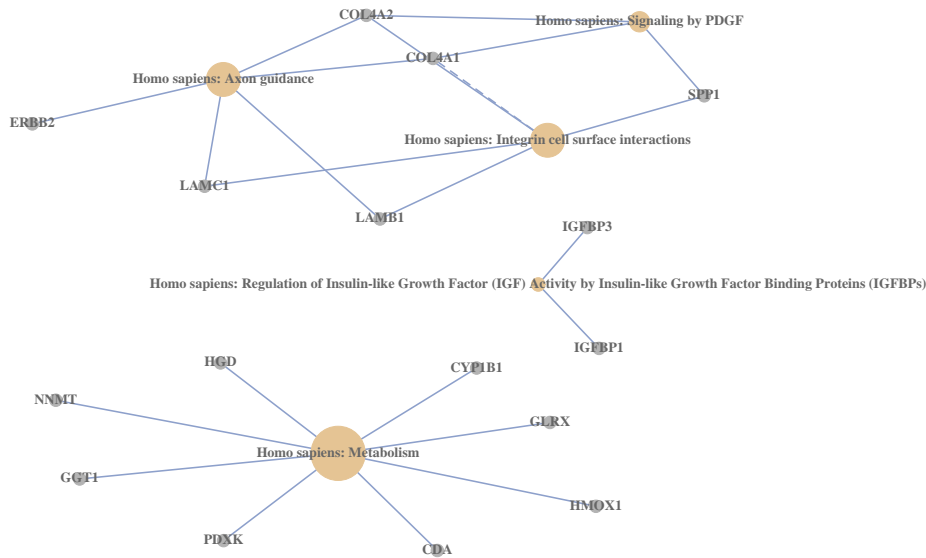 COL4A2
Homo sapiens: Signaling by PDGF
COL4A1
Homo sapiens: Axon guidance
SPP1
ERBB2
Homo sapiens: Integrin cell surface interactions
LAMC1
LAMB1
IGFBP3
Homo sapiens: Regulation of Insulin-like Growth Factor (IGF) Activity by Insulin-like Growth Factor Binding Proteins (IGFBPs)
IGFBP1
HGD
CYP1B1
NNMT
GLRX
Homo sapiens: Metabolism
GGT1
HMOX1
PDXK
CDA